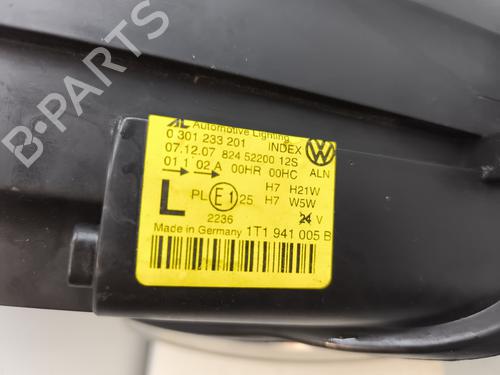 B-PARTS
AL Automotive Lighting
0 301 233 201 INDEX
07.12.07 824 52200 12S
01 1 02 A 00HR 00HC ALN
L PL E1 25 H7 H21W
H7 W5W
2236 24 V
Made in Germany 1T1 941 005 B